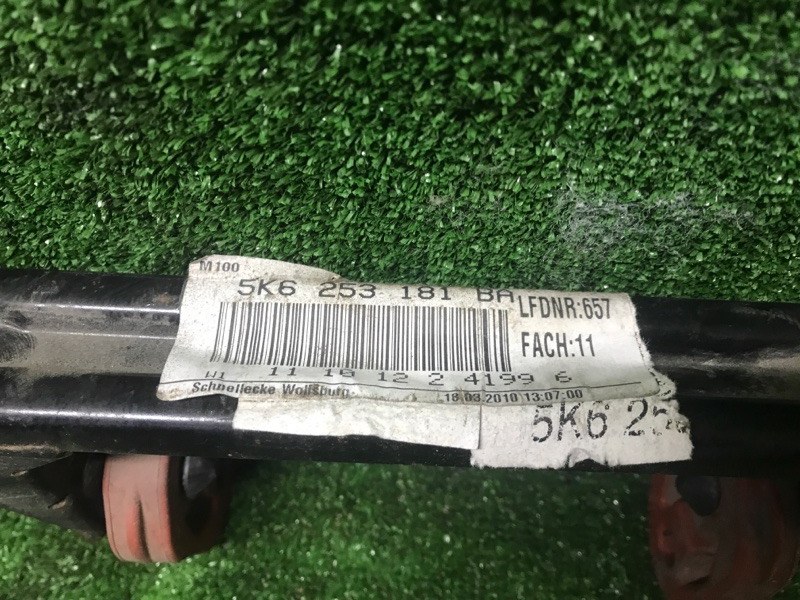 M100
5K6 253 181 BA
LFDNR:657
FACH:11
W1 11 18 12 2 4199 6
Schnellecke Wolfsburg
18.03.2010 13:07:00
5K6 25